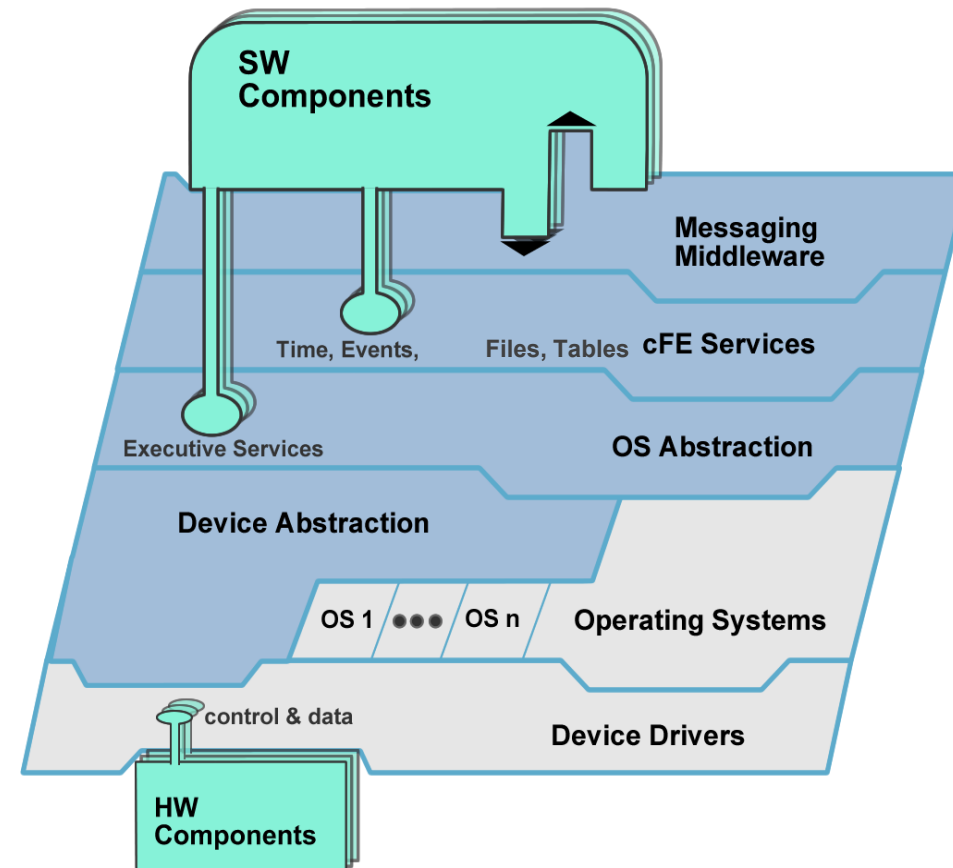 SW
Components
Messaging
Middleware
Time, Events,
Files, Tables
cFE Services
Executive Services
OS Abstraction
Device Abstraction
OS 1
OS n
Operating Systems
control & data
Device Drivers
HW
Components